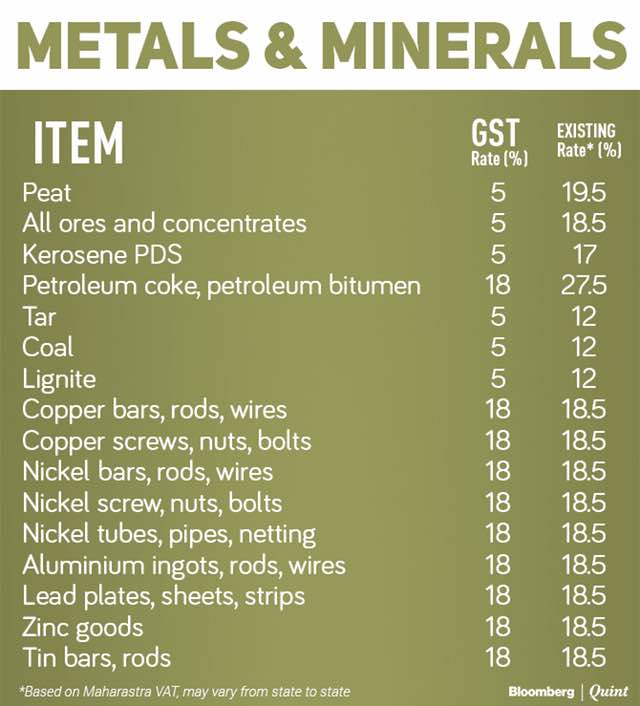 METALS & MINERALS
ITEM GST Rate (%) EXISTING Rate* (%)
Peat 5 19.5
All ores and concentrates 5 18.5
Kerosene PDS 5 17
Petroleum coke, petroleum bitumen 18 27.5
Tar 5 12
Coal 5 12
Lignite 5 12
Copper bars, rods, wires 18 18.5
Copper screws, nuts, bolts 18 18.5
Nickel bars, rods, wires 18 18.5
Nickel screw, nuts, bolts 18 18.5
Nickel tubes, pipes, netting 18 18.5
Aluminium ingots, rods, wires 18 18.5
Lead plates, sheets, strips 18 18.5
Zinc goods 18 18.5
Tin bars, rods 18 18.5
*Based on Maharastra VAT, may vary from state to state Bloomberg | Quint